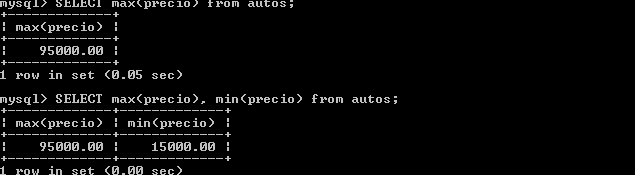 mysql> SELECT max(precio) from autos;
+-------------+
| max(precio) |
+-------------+
|    95000.00 |
+-------------+
1 row in set (0.05 sec)
mysql> SELECT max(precio), min(precio) from autos;
+-------------+-------------+
| max(precio) | min(precio) |
+-------------+-------------+
|    95000.00 |    15000.00 |
+-------------+-------------+
1 row in set (0.00 sec)